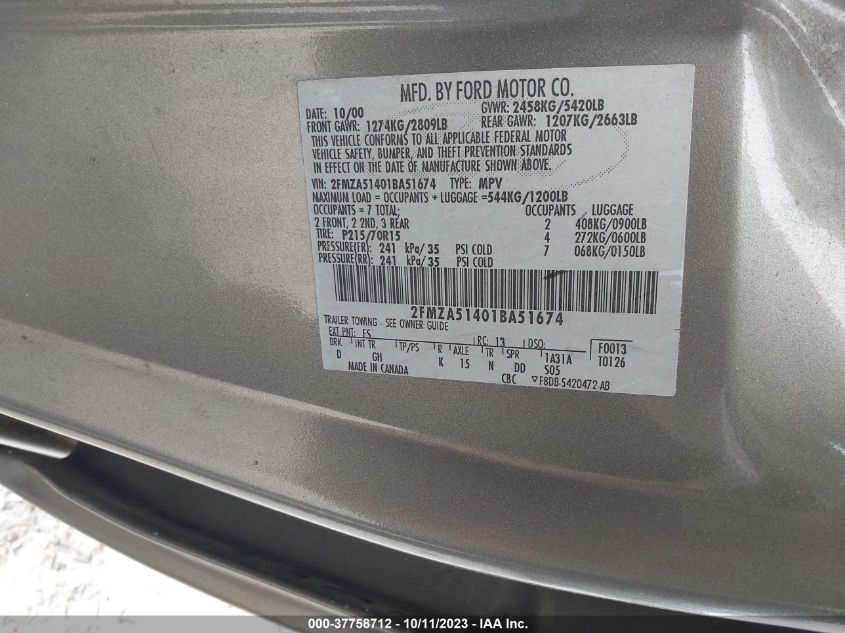 MFD. BY FORD MOTOR CO.
DATE: 10/00 GVWR: 2458KG/5420LB
FRONT GAWR: 1274KG/2809LB REAR GAWR: 1207KG/2663LB
THIS VEHICLE CONFORMS TO ALL APPLICABLE FEDERAL MOTOR
VEHICLE SAFETY, BUMPER, AND THEFT PREVENTION STANDARDS
IN EFFECT ON THE DATE OF MANUFACTURE SHOWN ABOVE.
VIN: 2FMZA51401BA51674 TYPE: MPV
MAXIMUM LOAD = OCCUPANTS + LUGGAGE =544KG/1200LB
OCCUPANTS = 7 TOTAL; OCCUPANTS LUGGAGE
2 FRONT, 2 2ND, 3 REAR 2 408KG/0900LB
TIRE: P215/70R15 4 272KG/0600LB
PRESSURE(FR) 241 kPa/35 PSI COLD 7 068KG/0150LB
PRESSURE(RR) 241 kPa/35 PSI COLD
2FMZA51401BA51674
TRAILER TOWING - SEE OWNER GUIDE
EXT PNT: FS RC: 13 DSO: F0013
BRK INT TR TP/PS R AXLE TR SPR 1A31A T0126
D GH K 15 N DD S05
MADE IN CANADA CBC ▽F8DB-5420472-AB
000-37758712 - 10/11/2023 - IAA Inc.